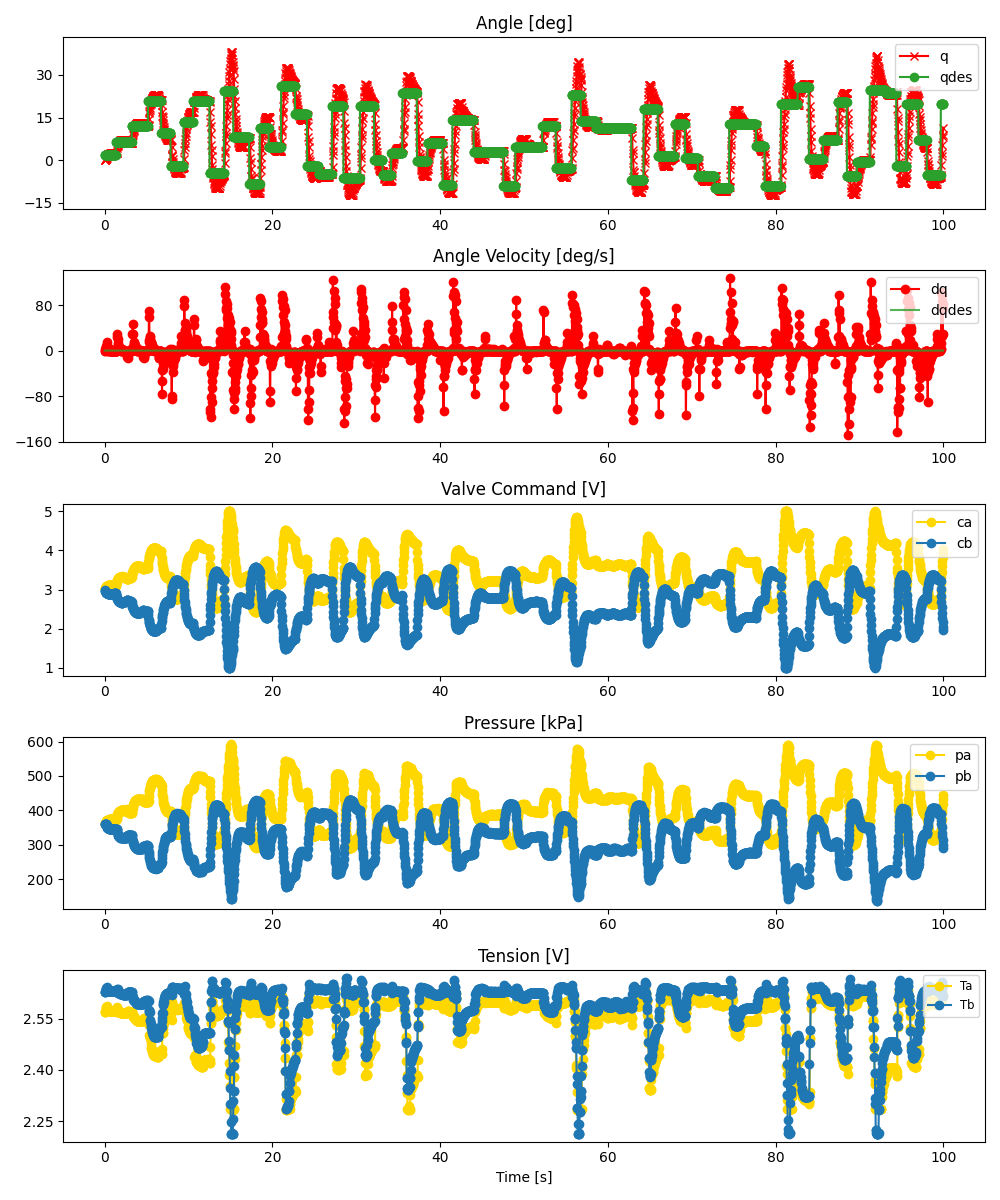 Angle [deg]
30
15
0
−15
q
qdes
0 20 40 60 80 100
Angle Velocity [deg/s]
80
0
−80
−160
dq
dqdes
0 20 40 60 80 100
Valve Command [V]
5
4
3
2
1
ca
cb
0 20 40 60 80 100
Pressure [kPa]
600
500
400
300
200
pa
pb
0 20 40 60 80 100
Tension [V]
2.55
2.40
2.25
Ta
Tb
0 20 40 60 80 100
Time [s]